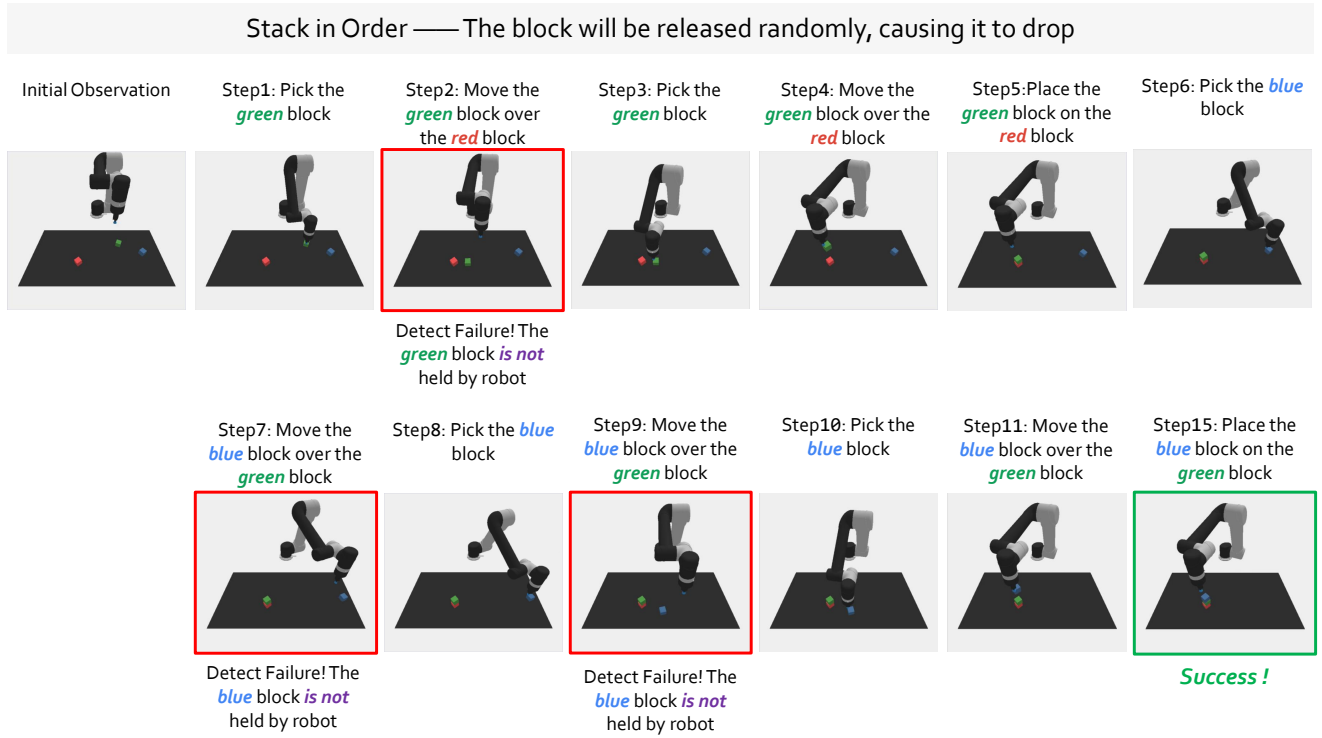 Stack in Order —— The block will be released randomly, causing it to drop
Initial Observation
Step1: Pick the
green block
Step2: Move the
green block over
the red block
Step3: Pick the
green block
Step4: Move the
green block over the
red block
Step5:Place the
green block on the
red block
Step6: Pick the blue
block
Detect Failure! The
green block is not
held by robot
Step7: Move the
blue block over the
green block
Step8: Pick the blue
block
Step9: Move the
blue block over the
green block
Step10: Pick the
blue block
Step11: Move the
blue block over the
green block
Step15: Place the
blue block on the
green block
Detect Failure! The
blue block is not
held by robot
Detect Failure! The
blue block is not
held by robot
Success !